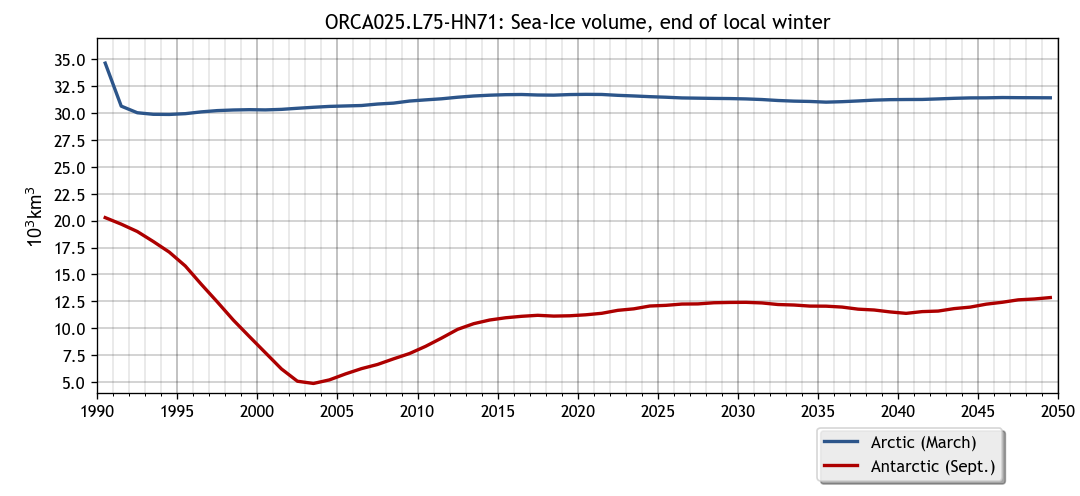 ORCA025.L75-HN71: Sea-Ice volume, end of local winter
10³km³
35.0
32.5
30.0
27.5
25.0
22.5
20.0
17.5
15.0
12.5
10.0
7.5
5.0
1990 1995 2000 2005 2010 2015 2020 2025 2030 2035 2040 2045 2050
Arctic (March)
Antarctic (Sept.)